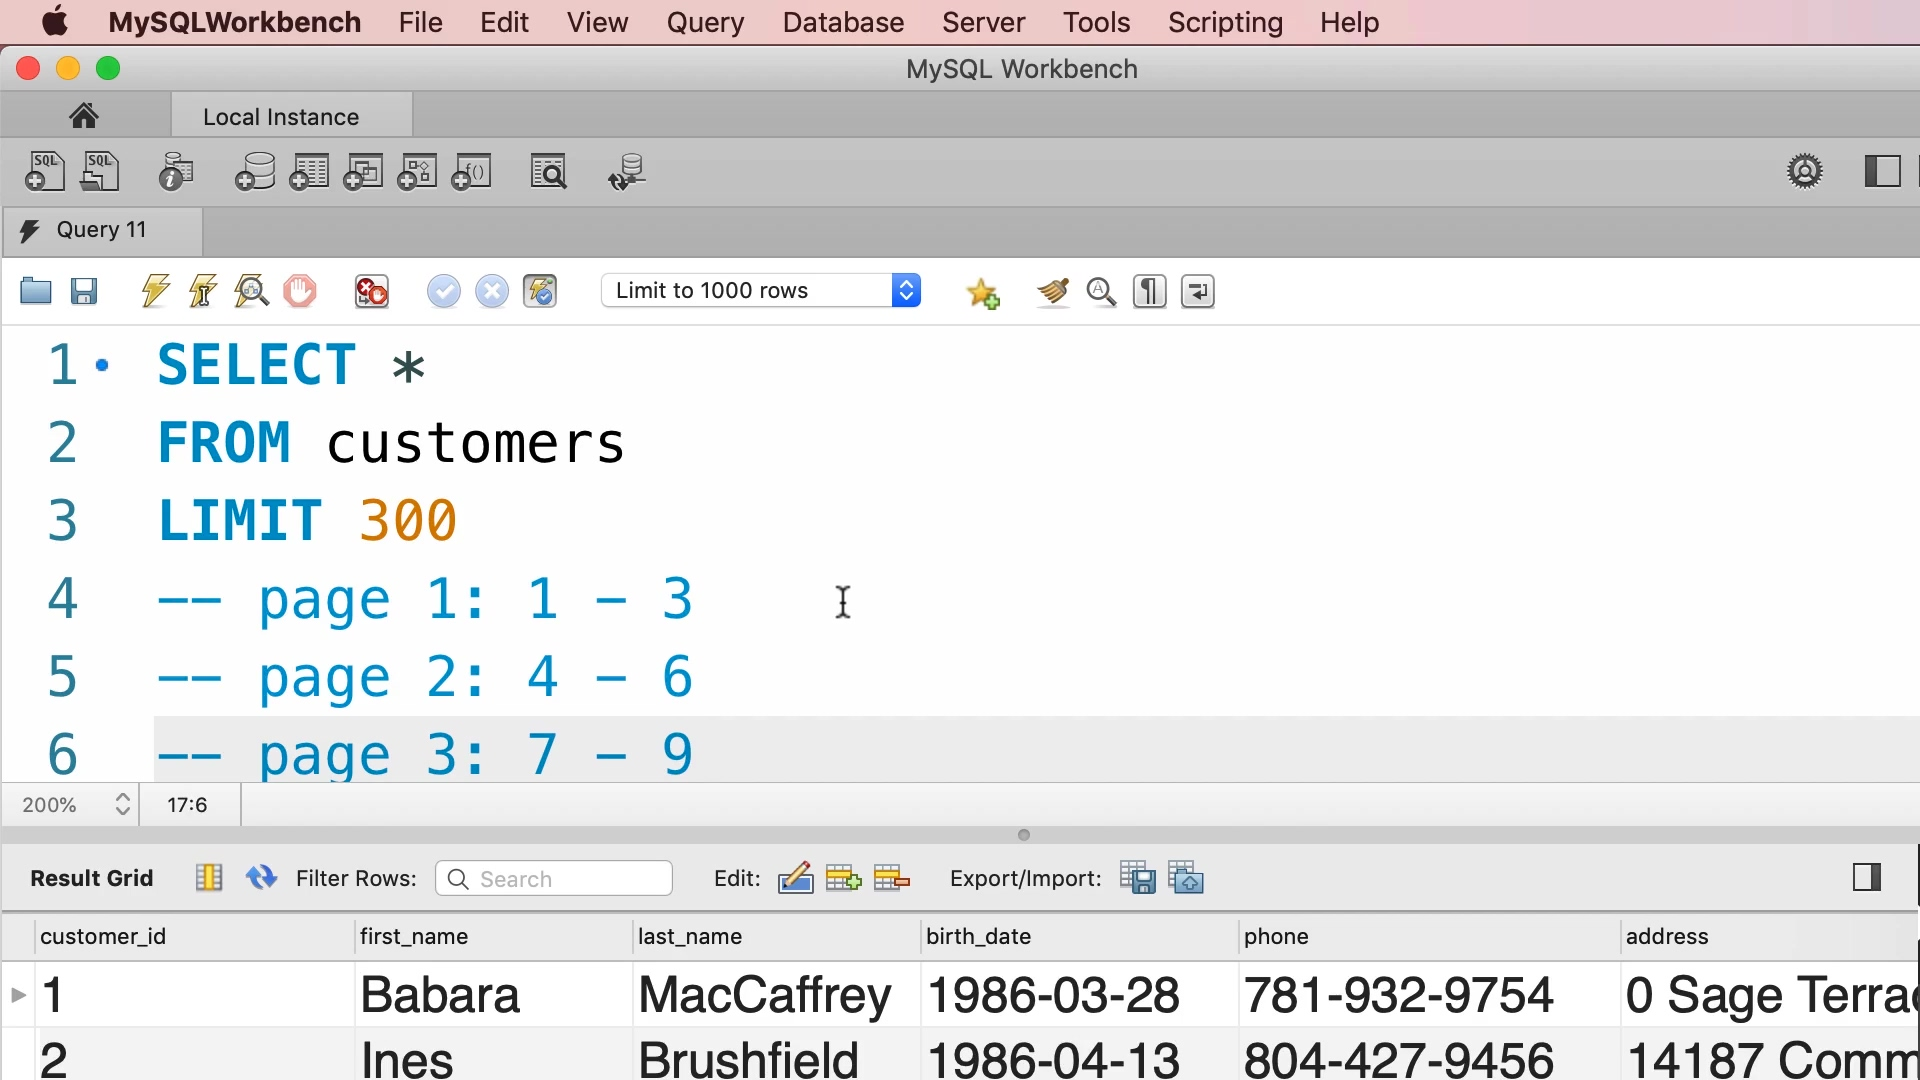 MySQLWorkbench File Edit View Query Database Server Tools Scripting Help
MySQL Workbench
Local Instance
SQL SQL
Query 11
Limit to 1000 rows
1 SELECT *
2 FROM customers
3 LIMIT 300
4 -- page 1: 1 - 3
5 -- page 2: 4 - 6
6 -- page 3: 7 - 9
200% 17:6
Result Grid Filter Rows: Search Edit: Export/Import:
customer_id first_name last_name birth_date phone address
1 Babara MacCaffrey 1986-03-28 781-932-9754 0 Sage Terrac
2 Ines Brushfield 1986-04-13 804-427-9456 14187 Comm